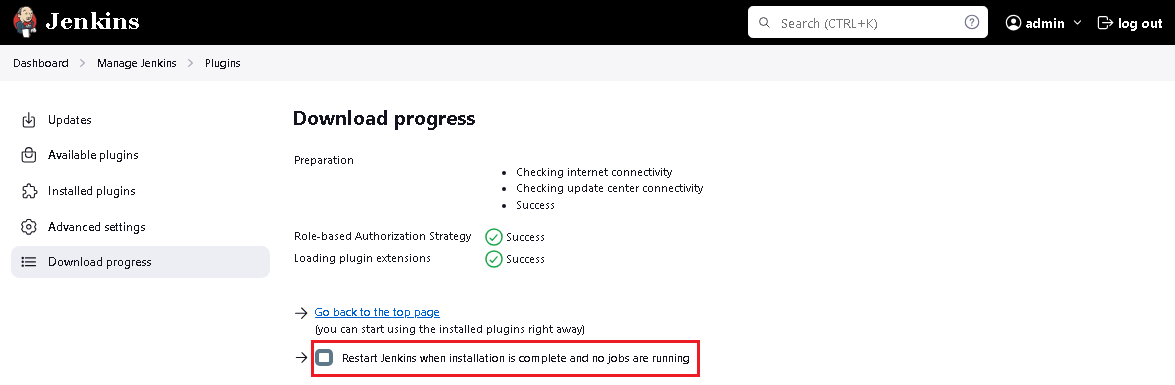 Jenkins
Search (CTRL+K)
admin
log out
Dashboard > Manage Jenkins > Plugins
Updates
Available plugins
Installed plugins
Advanced settings
Download progress
Download progress
Preparation
Checking internet connectivity
Checking update center connectivity
Success
Role-based Authorization Strategy Success
Loading plugin extensions Success
Go back to the top page
(you can start using the installed plugins right away)
Restart Jenkins when installation is complete and no jobs are running